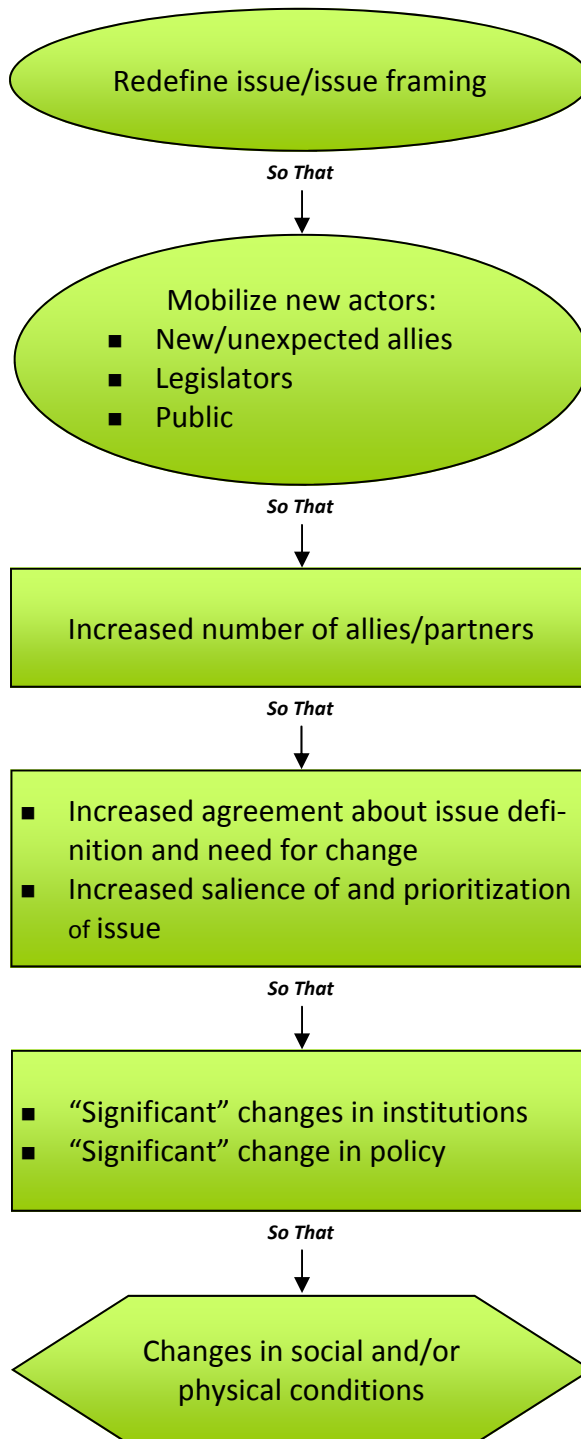 Redefine issue/issue framing
So That
Mobilize new actors:
■ New/unexpected allies
■ Legislators
■ Public
So That
Increased number of allies/partners
So That
■ Increased agreement about issue defi-
nition and need for change
■ Increased salience of and prioritization
of issue
So That
■ “Significant” changes in institutions
■ “Significant” change in policy
So That
Changes in social and/or
physical conditions